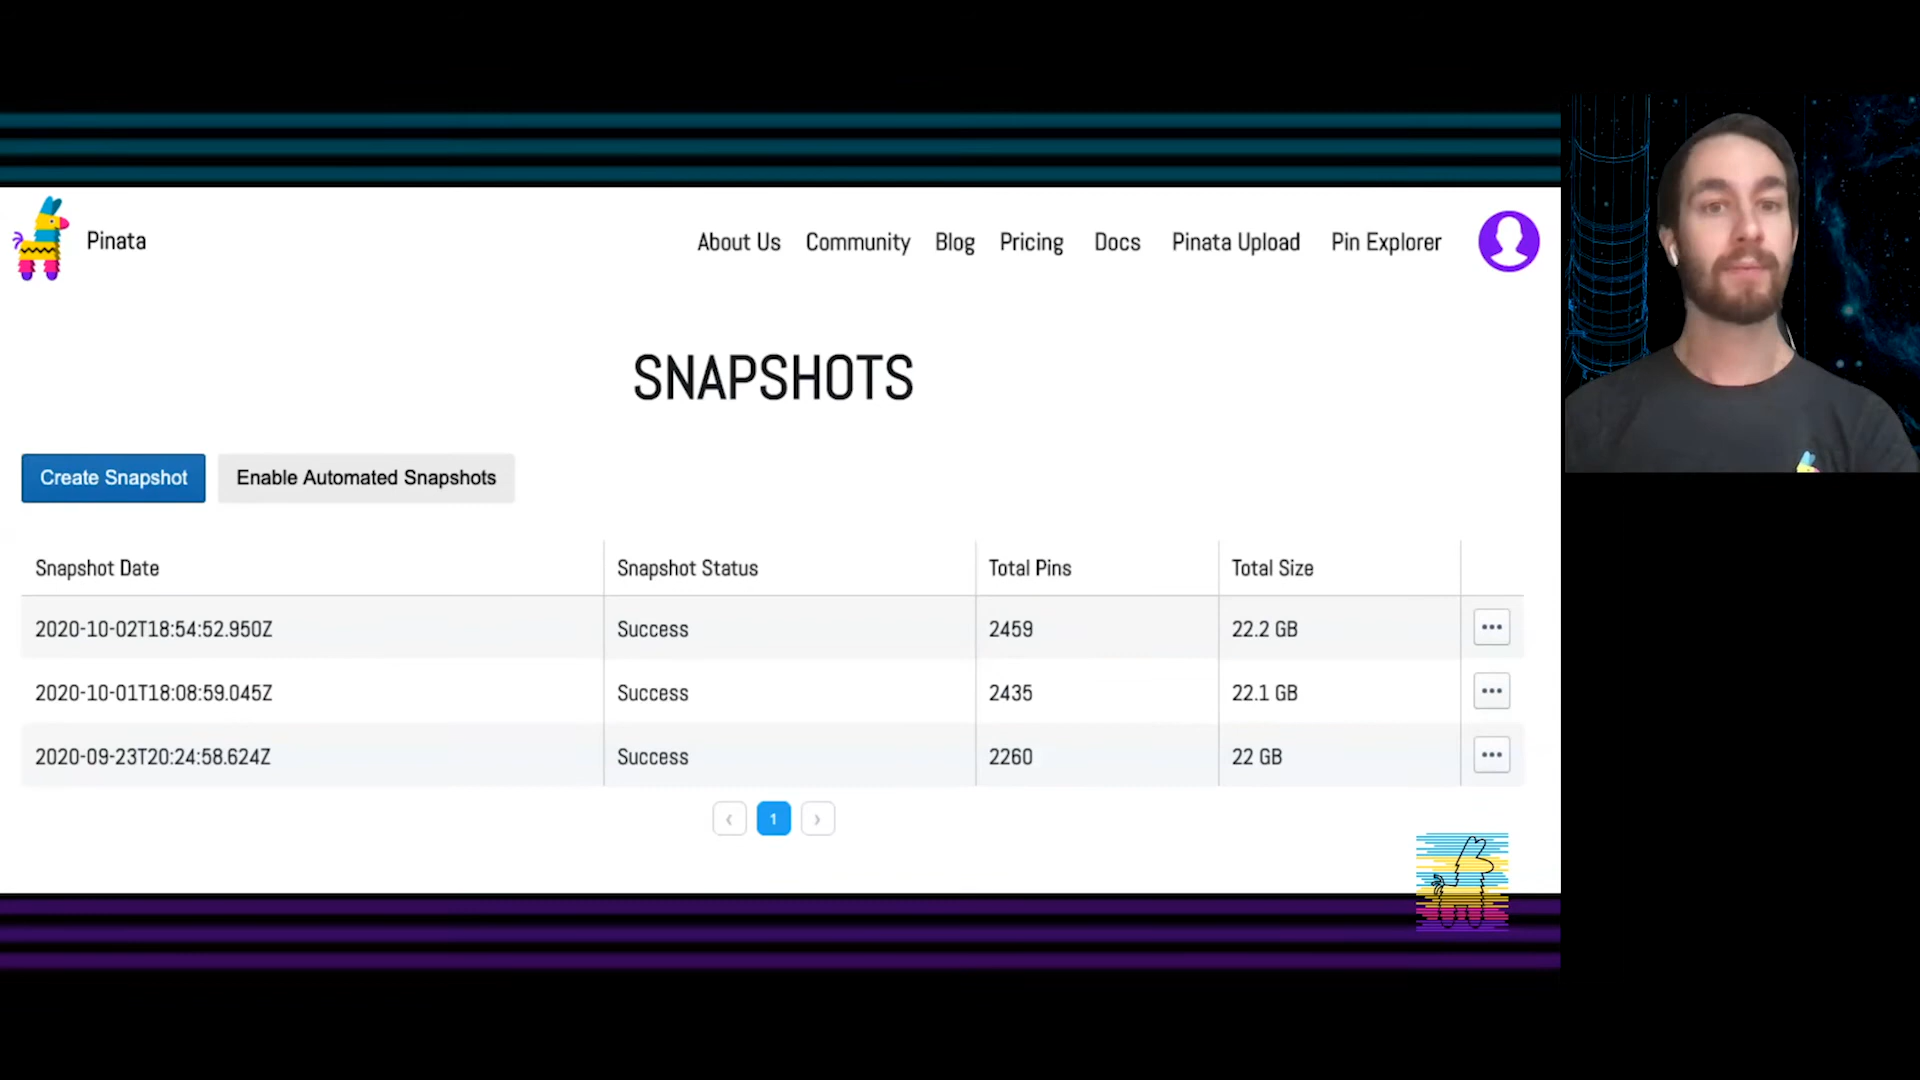 Pinata
About Us Community Blog Pricing Docs Pinata Upload Pin Explorer
SNAPSHOTS
Create Snapshot Enable Automated Snapshots
Snapshot Date Snapshot Status Total Pins Total Size
2020-10-02T18:54:52.950Z Success 2459 22.2 GB
2020-10-01T18:08:59.045Z Success 2435 22.1 GB
2020-09-23T20:24:58.624Z Success 2260 22 GB
1